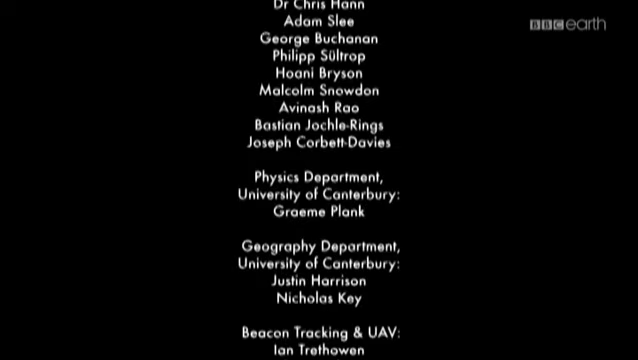 Dr Chris Hann
Adam Slee
George Buchanan
Philipp Sültrop
Hoani Bryson
Malcolm Snowdon
Avinash Rao
Bastian Jochle-Rings
Joseph Corbett-Davies
Physics Department,
University of Canterbury:
Graeme Plank
Geography Department,
University of Canterbury:
Justin Harrison
Nicholas Key
Beacon Tracking & UAV:
Ian Trethowen
BBC earth